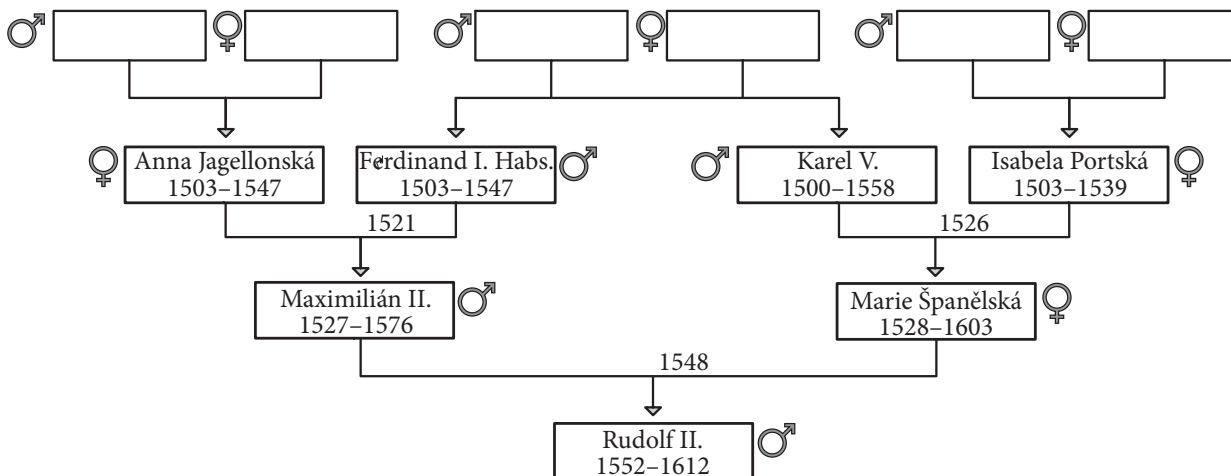 Anna Jagellonská
1503–1547
Ferdinand I. Habs.
1503–1547
Karel V.
1500–1558
Isabela Portská
1503–1539
1521
1526
Maximilián II.
1527–1576
Marie Španělská
1528–1603
1548
Rudolf II.
1552–1612